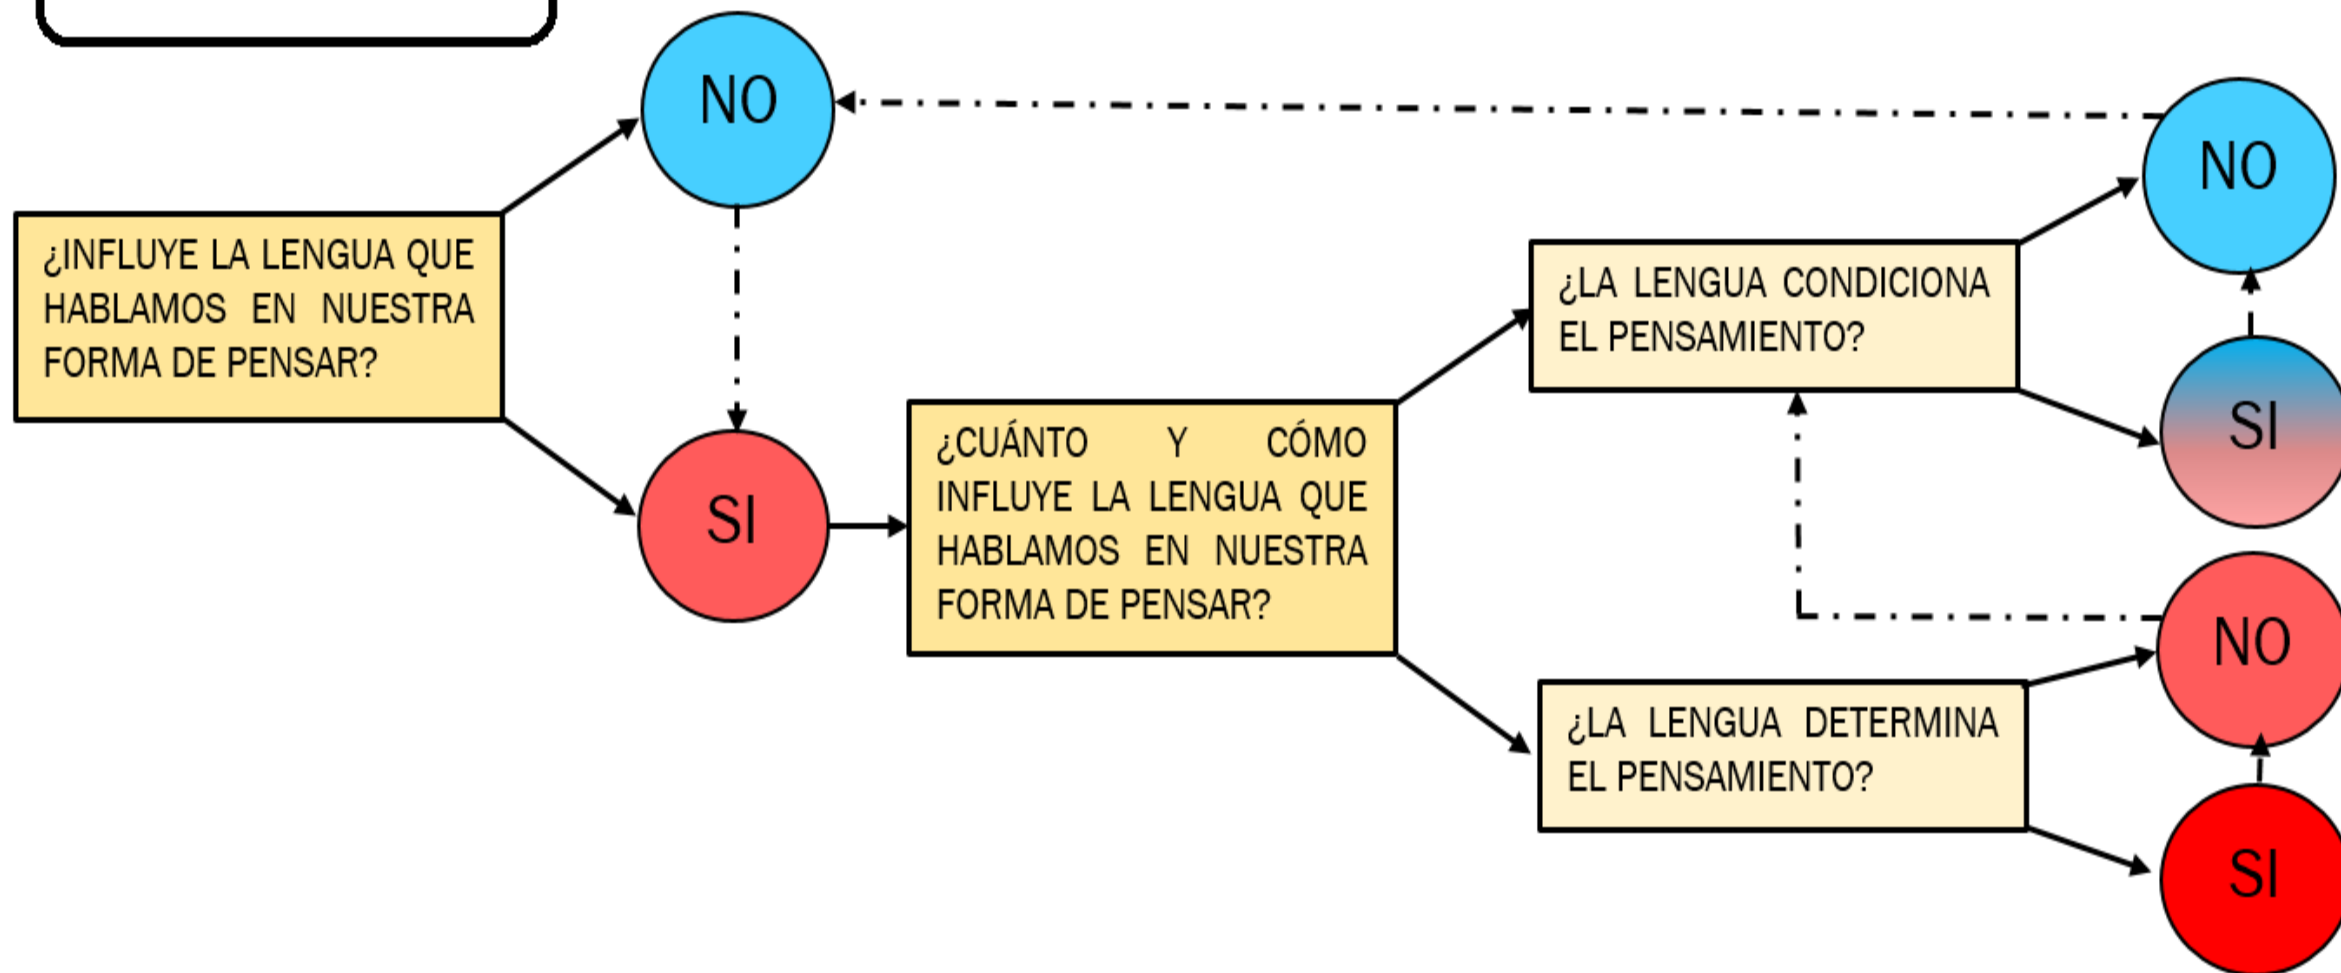 NO
¿INFLUYE LA LENGUA QUE
HABLAMOS EN NUESTRA
FORMA DE PENSAR?
SI
¿CUÁNTO Y CÓMO
INFLUYE LA LENGUA QUE
HABLAMOS EN NUESTRA
FORMA DE PENSAR?
¿LA LENGUA CONDICIONA
EL PENSAMIENTO?
NO
SI
¿LA LENGUA DETERMINA
EL PENSAMIENTO?
NO
SI